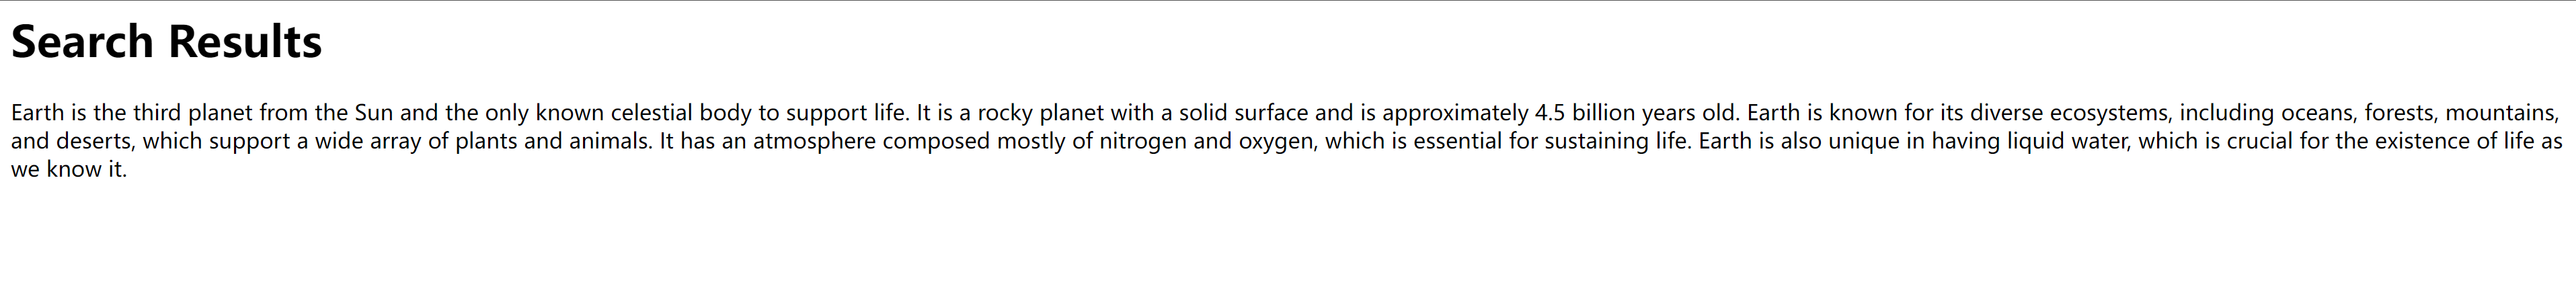 Search Results
Earth is the third planet from the Sun and the only known celestial body to support life. It is a rocky planet with a solid surface and is approximately 4.5 billion years old. Earth is known for its diverse ecosystems, including oceans, forests, mountains,
and deserts, which support a wide array of plants and animals. It has an atmosphere composed mostly of nitrogen and oxygen, which is essential for sustaining life. Earth is also unique in having liquid water, which is crucial for the existence of life as
we know it.